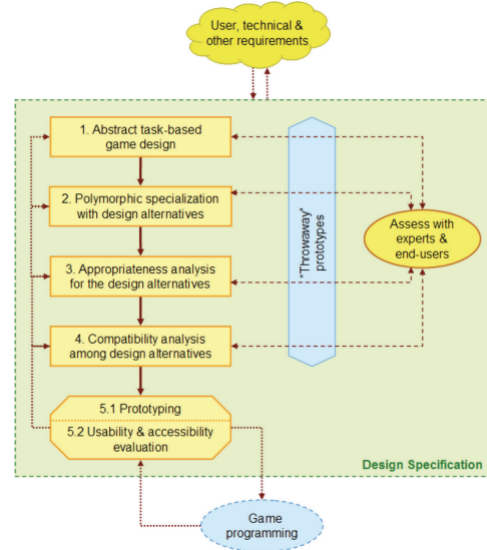 User, technical &
other requirements
1. Abstract task-based
game design
2. Polymorphic specialization
with design alternatives
3. Appropriateness analysis
for the design alternatives
4. Compatibility analysis
among design alternatives
5.1 Prototyping
5.2 Usability & accessibility
evaluation
"Throwaway"
prototypes
Assess with
experts &
end-users
Design Specification
Game
programming